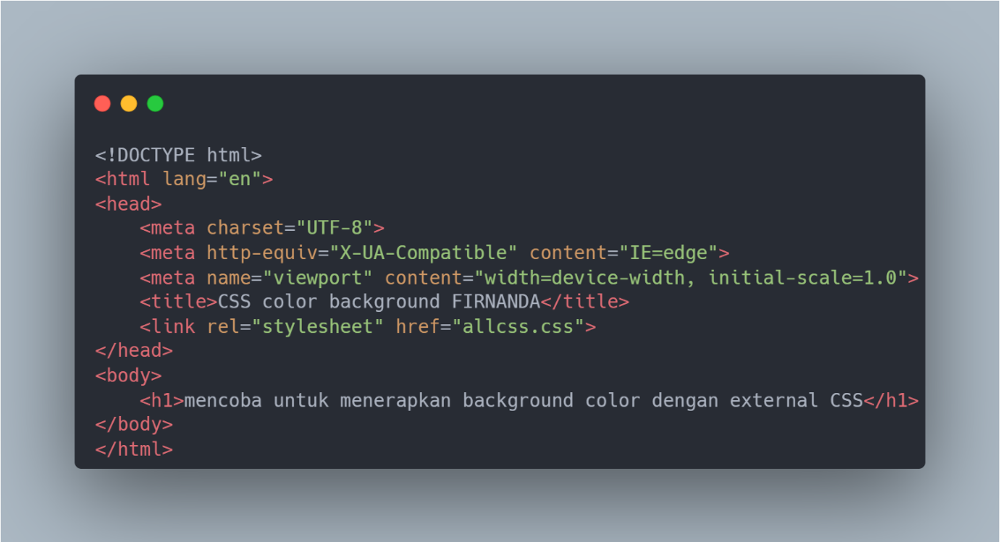 <!DOCTYPE html>
<html lang="en">
<head>
    <meta charset="UTF-8">
    <meta http-equiv="X-UA-Compatible" content="IE=edge">
    <meta name="viewport" content="width=device-width, initial-scale=1.0">
    <title>CSS color background FIRNANDA</title>
    <link rel="stylesheet" href="allcss.css">
</head>
<body>
    <h1>mencoba untuk menerapkan background color dengan external CSS</h1>
</body>
</html>